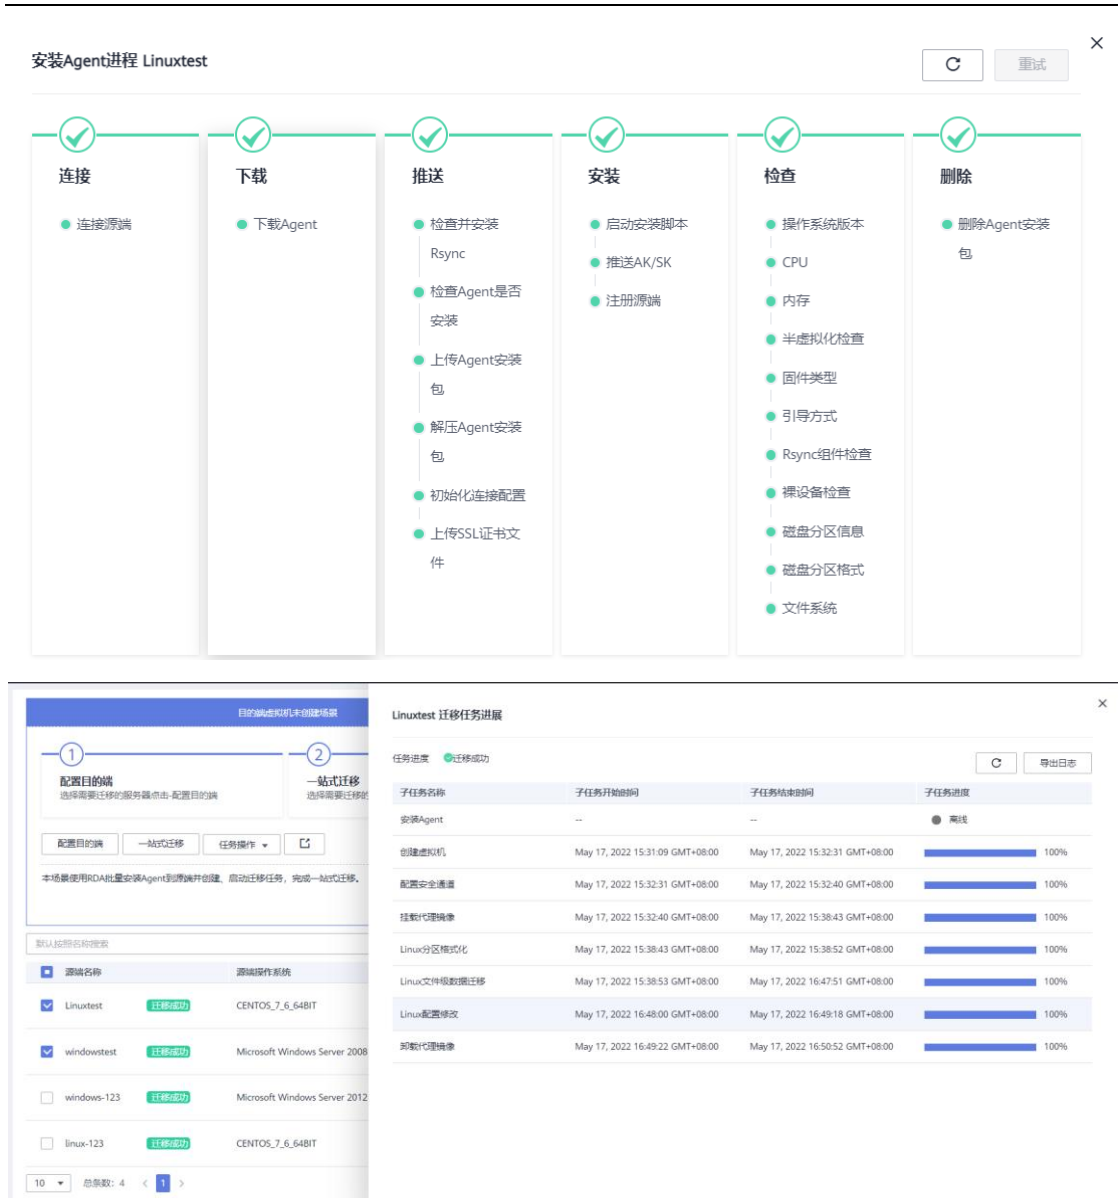 安装Agent进程 Linuxtest
重试
连接
连接源端
下载
下载Agent
推送
检查并安装
Rsync
检查Agent是否
安装
上传Agent安装
包
解压Agent安装
包
初始化连接配置
上传SSL证书文
件
安装
启动安装脚本
推送AK/SK
注册源端
检查
操作系统版本
CPU
内存
半虚拟化检查
固件类型
引导方式
Rsync组件检查
裸设备检查
磁盘分区信息
磁盘分区格式
文件系统
删除
删除Agent安装
包
目的端虚拟机未创建场景
1
配置目的端
选择需要迁移的服务器点击-配置目的端
2
一站式迁移
选择需要迁移的
配置目的端 一站式迁移 任务操作
本场景使用RDA批量安装Agent到源端并创建、启动迁移任务，完成一站式迁移。
默认按照名称搜索
源端名称 源端操作系统
Linuxtest 迁移成功 CENTOS_7_6_64BIT
windowstest 迁移成功 Microsoft Windows Server 2008
windows-123 迁移成功 Microsoft Windows Server 2012
linux-123 迁移成功 CENTOS_7_6_64BIT
10 总条数: 4 < 1 >
Linuxtest 迁移任务进展
任务进度 迁移成功
导出日志
子任务名称 子任务开始时间 子任务结束时间 子任务进度
安装Agent -- -- 离线
创建虚拟机 May 17, 2022 15:31:09 GMT+08:00 May 17, 2022 15:32:31 GMT+08:00 100%
配置安全通道 May 17, 2022 15:32:31 GMT+08:00 May 17, 2022 15:32:40 GMT+08:00 100%
挂载代理镜像 May 17, 2022 15:32:40 GMT+08:00 May 17, 2022 15:38:43 GMT+08:00 100%
Linux分区格式化 May 17, 2022 15:38:43 GMT+08:00 May 17, 2022 15:38:52 GMT+08:00 100%
Linux文件级数据迁移 May 17, 2022 15:38:53 GMT+08:00 May 17, 2022 16:47:51 GMT+08:00 100%
Linux配置修改 May 17, 2022 16:48:00 GMT+08:00 May 17, 2022 16:49:18 GMT+08:00 100%
卸载代理镜像 May 17, 2022 16:49:22 GMT+08:00 May 17, 2022 16:50:52 GMT+08:00 100%